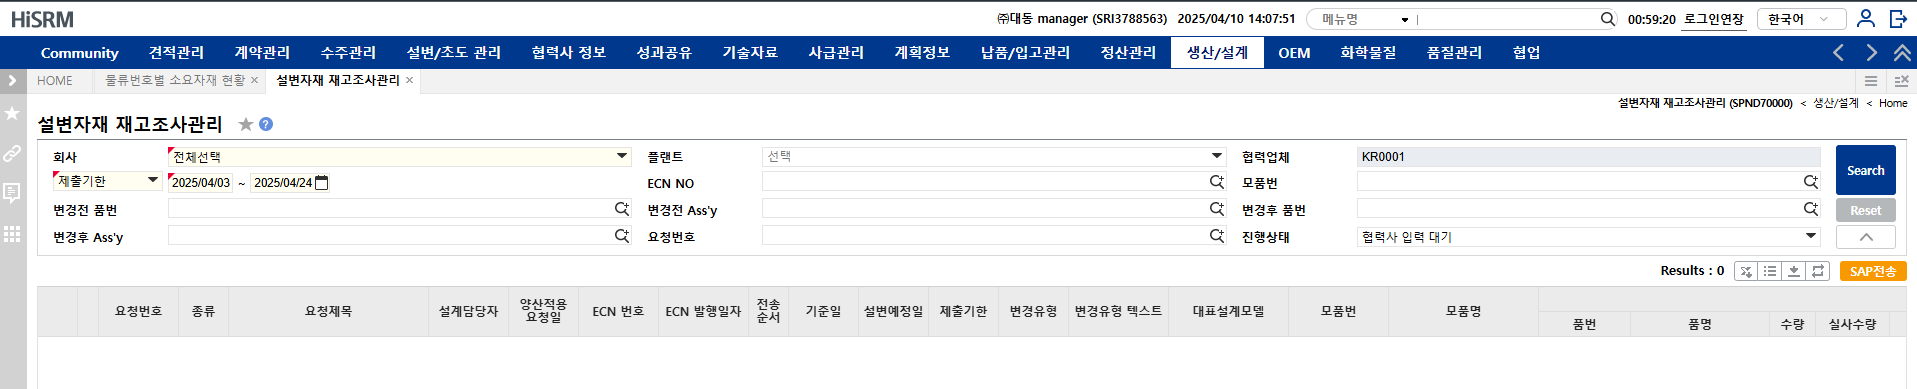 HiSRM
㈜대동 manager (SRI3788563) 2025/04/10 14:07:51 메뉴명 00:59:20 로그인연장 한국어
Community 견적관리 계약관리 수주관리 설변/초도 관리 협력사 정보 성과공유 기술자료 사급관리 계획정보 납품/입고관리 정산관리 생산/설계 OEM 화학물질 품질관리 협업
HOME 물류번호별 소요자재 현황 × 설변자재 재고조사관리 ×
설변자재 재고조사관리 (SPND70000) < 생산/설계 < Home
설변자재 재고조사관리
회사 전체선택 플랜트 선택 협력업체 KR0001
Search
제출기한 2025/04/03 ~ 2025/04/24 ECN NO 모품번
변경전 품번 변경전 Ass'y 변경후 품번 Reset
변경후 Ass'y 요청번호 진행상태 협력사 입력 대기
Results : 0 SAP전송
요청번호 종류 요청제목 설계담당자 양산적용 요청일 ECN 번호 ECN 발행일자 전송 순서 기준일 설변예정일 제출기한 변경유형 변경유형 텍스트 대표설계모델 모품번 모품명
품번 품명 수량 실사수량